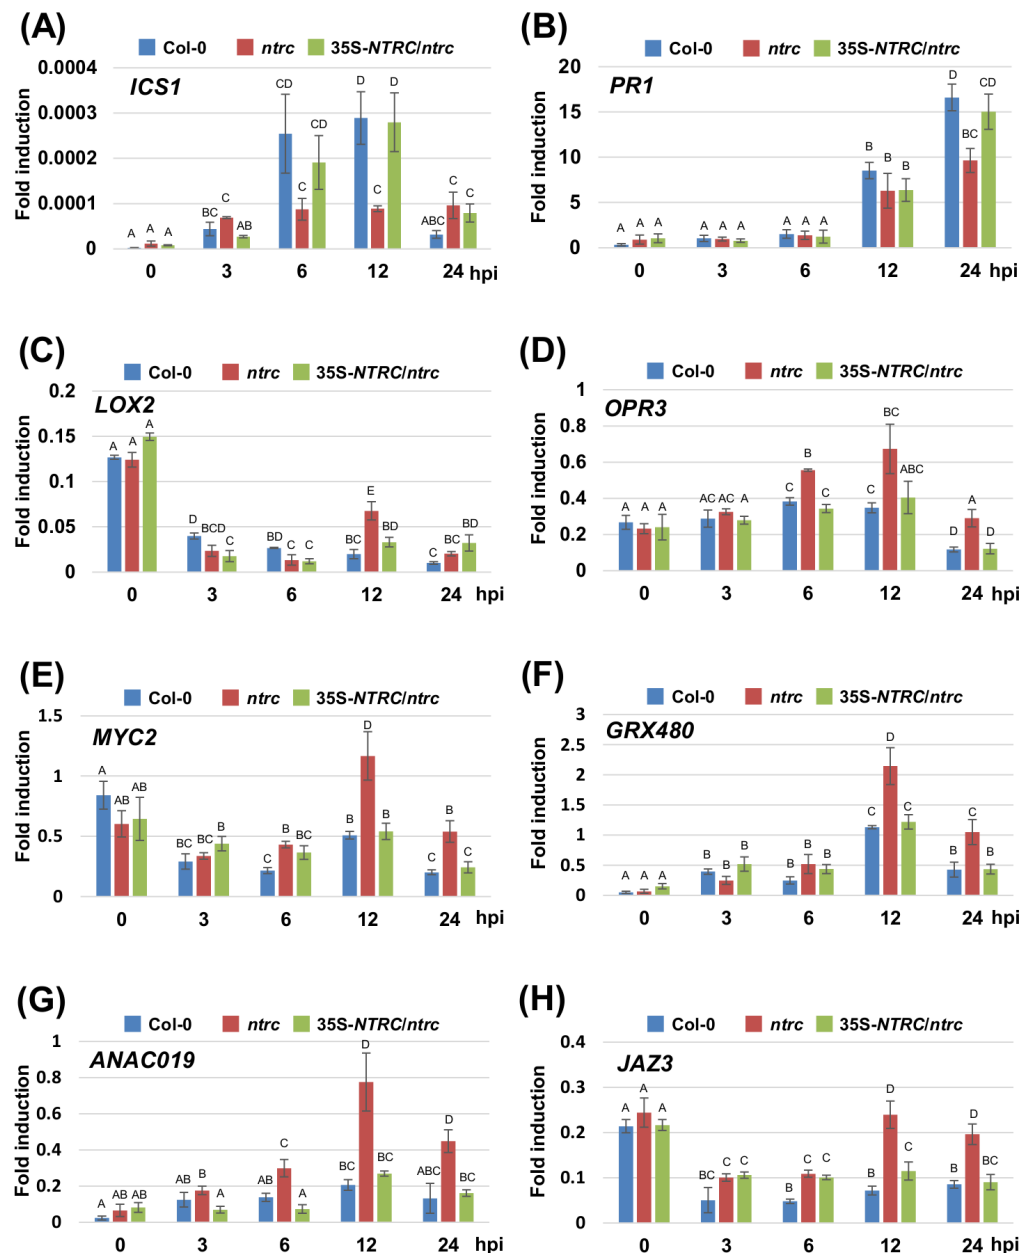 (A)
Col-0 ntrc 35S-NTRC/ntrc
ICS1
Fold induction
0.0004
0.0003
0.0002
0.0001
0
A A A
BC C AB
CD C CD
D C D
ABC C C
0 3 6 12 24 hpi
(B)
Col-0 ntrc 35S-NTRC/ntrc
PR1
Fold induction
20
15
10
5
0
A A A
A A A
A A A
B B B
D BC CD
0 3 6 12 24 hpi
(C)
Col-0 ntrc 35S-NTRC/ntrc
LOX2
Fold induction
0.2
0.15
0.1
0.05
0
A A A
D BCD C
BD C C
BC E BD
C BC BD
0 3 6 12 24 hpi
(D)
Col-0 ntrc 35S-NTRC/ntrc
OPR3
Fold induction
1
0.8
0.6
0.4
0.2
0
A A A
AC AC A
C B C
C BC ABC
D A D
0 3 6 12 24 hpi
(E)
Col-0 ntrc 35S-NTRC/ntrc
MYC2
Fold induction
1.5
1
0.5
0
A AB AB
BC BC B
C B BC
B D B
C B C
0 3 6 12 24 hpi
(F)
Col-0 ntrc 35S-NTRC/ntrc
GRX480
Fold induction
3
2.5
2
1.5
1
0.5
0
A A A
B B B
B B B
C D C
B C B
0 3 6 12 24 hpi
(G)
Col-0 ntrc 35S-NTRC/ntrc
ANAC019
Fold induction
1
0.8
0.6
0.4
0.2
0
A AB AB
AB B A
AB C A
BC D BC
ABC D BC
0 3 6 12 24 hpi
(H)
Col-0 ntrc 35S-NTRC/ntrc
JAZ3
Fold induction
0.4
0.3
0.2
0.1
0
A A A
BC C C
B C C
B D C
B D BC
0 3 6 12 24 hpi